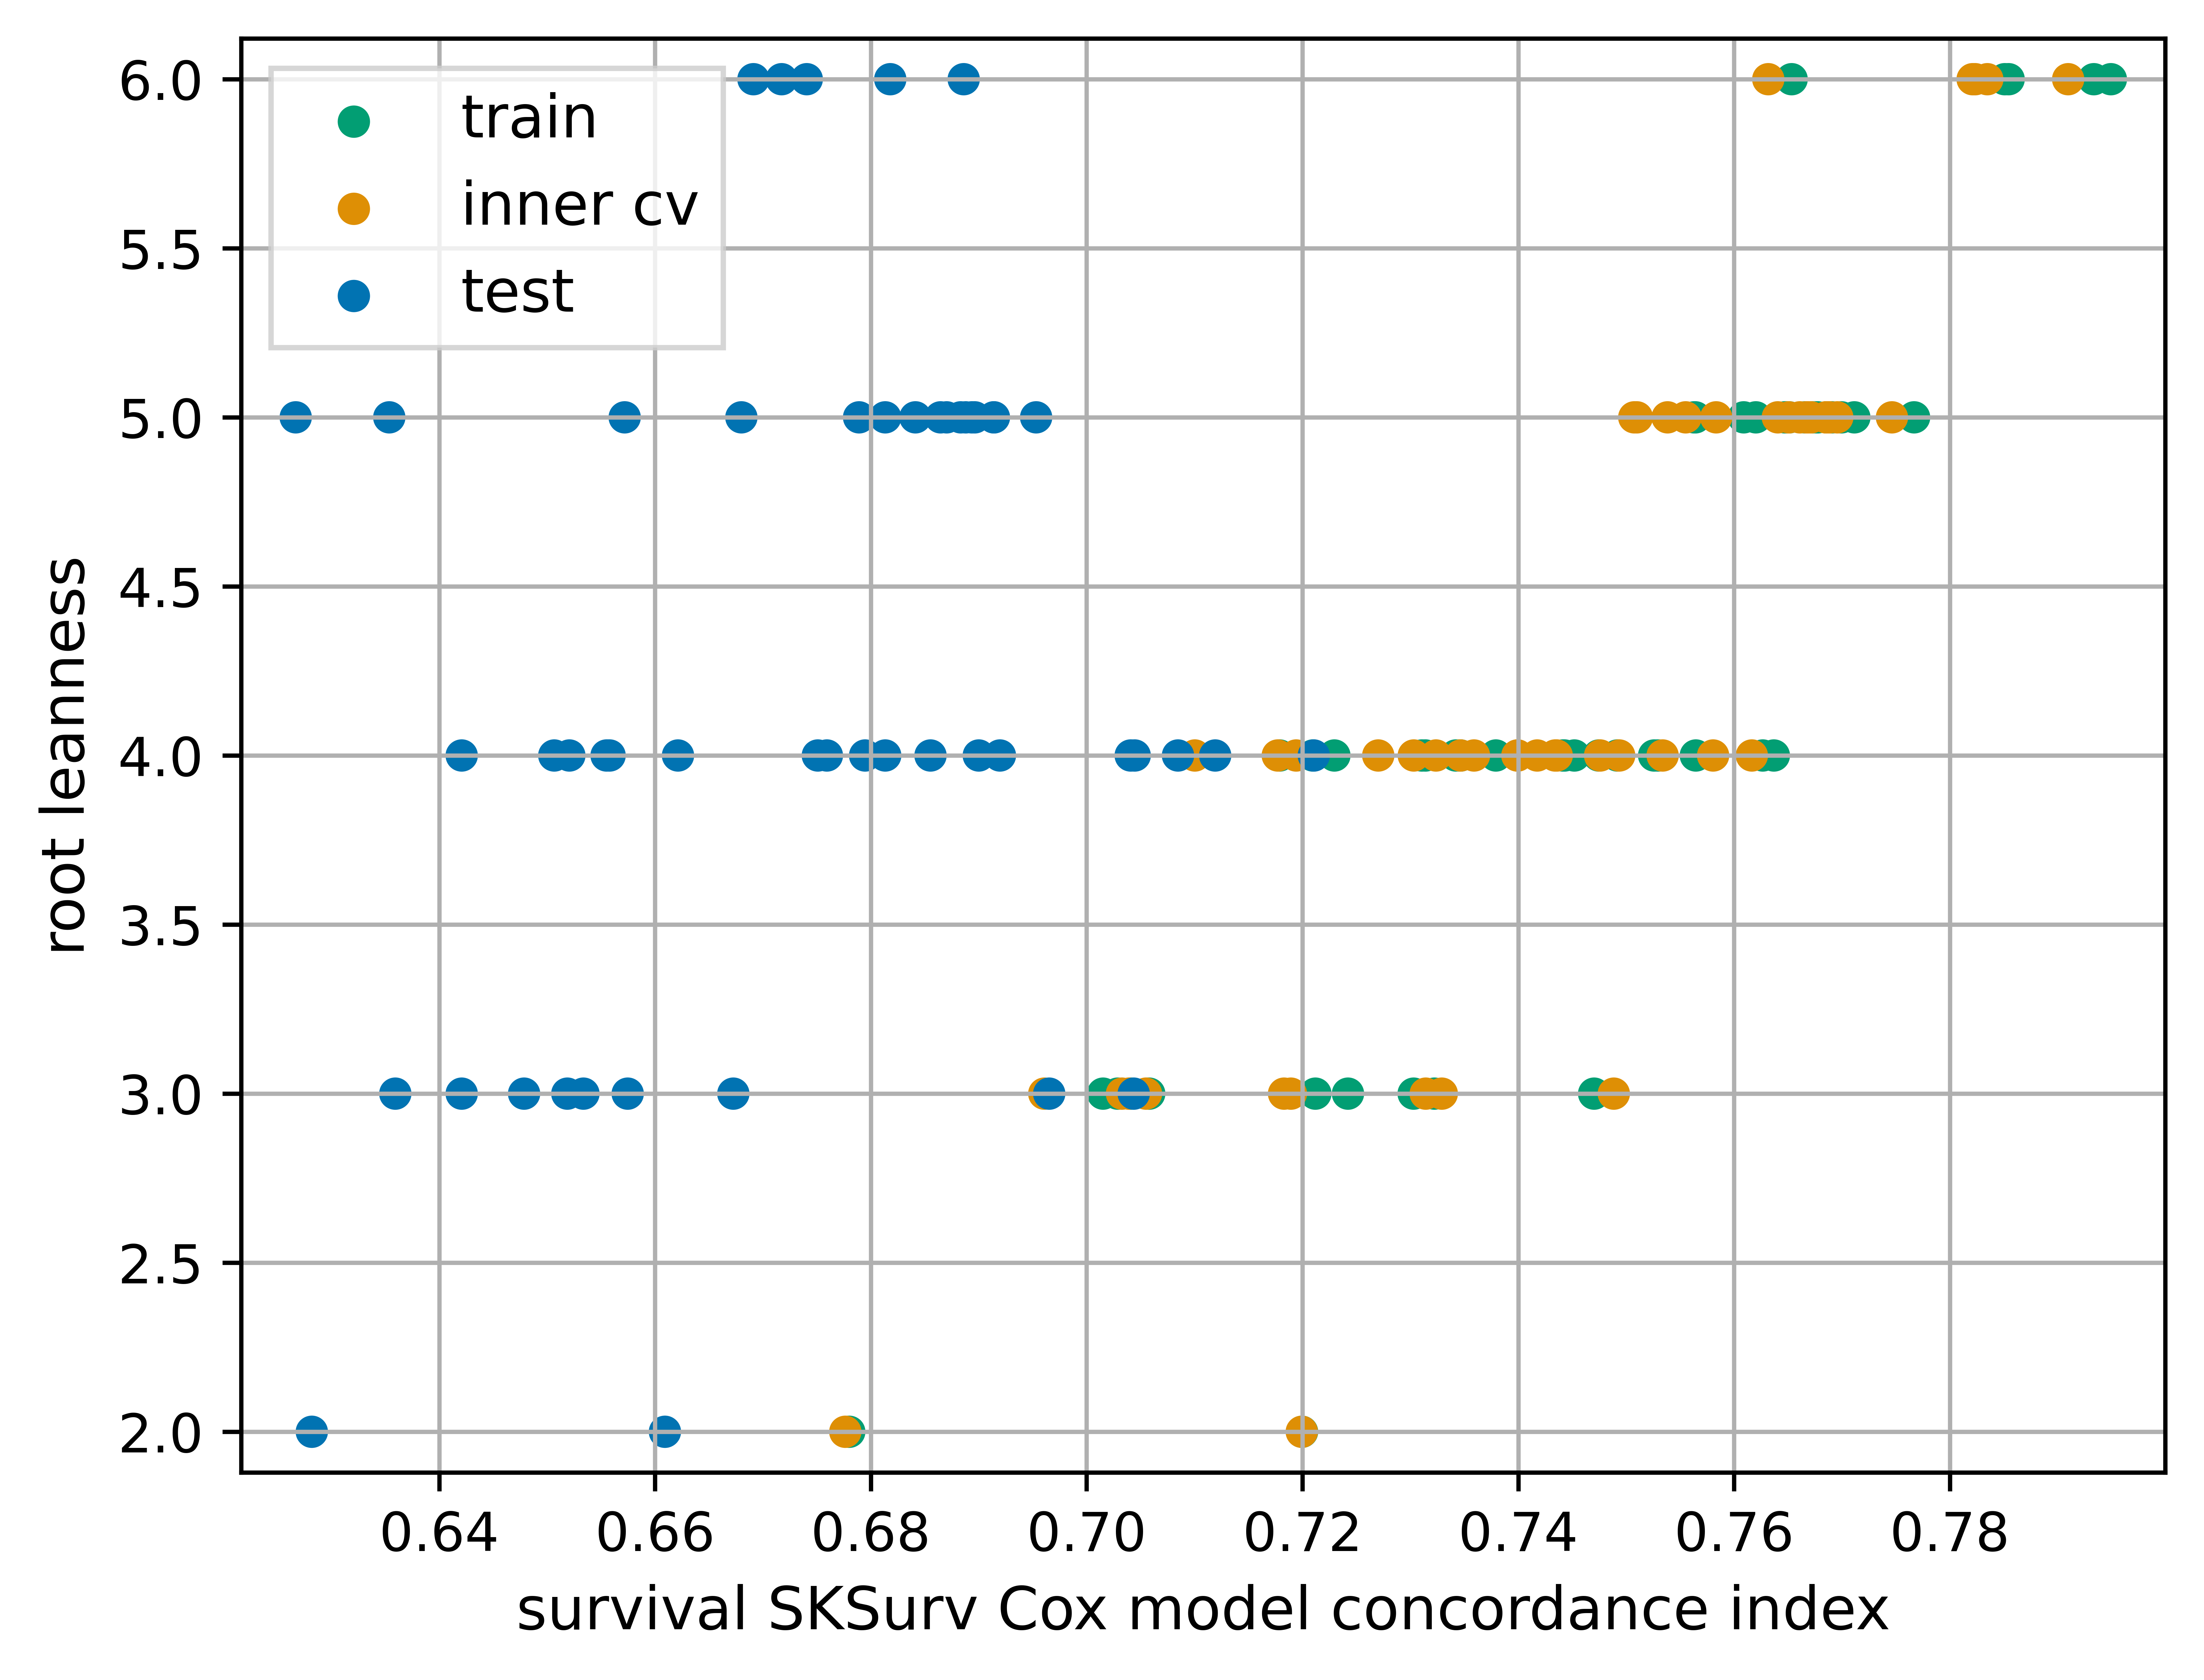 train
inner cv
test
6.0
5.5
5.0
4.5
4.0
3.5
3.0
2.5
2.0
root leanness
0.64 0.66 0.68 0.70 0.72 0.74 0.76 0.78
survival SKSurv Cox model concordance index